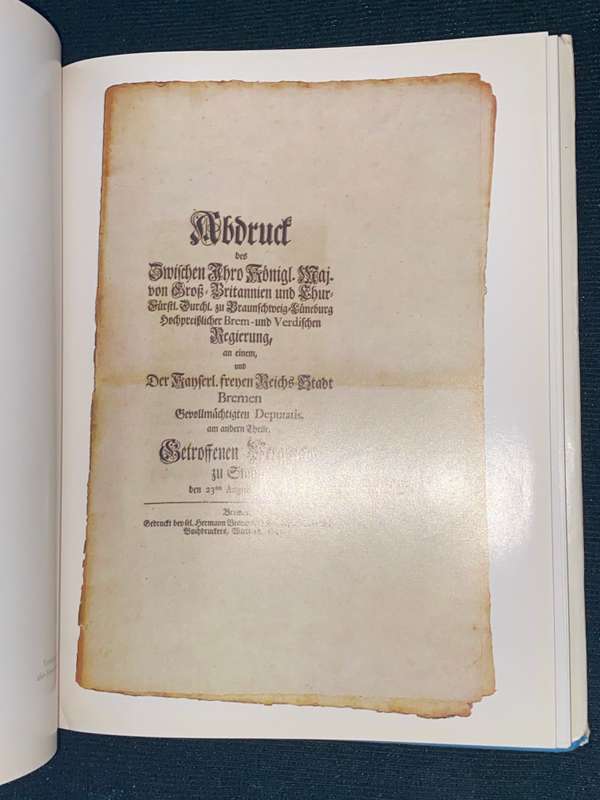 Abdruck
des
Zwischen Ihro Königl. Maj.
von Groß-Britannien und Chur-
Fürstl. Durchl. zu Braunschweig-Lüneburg
Hochpreißlicher Brem- und Verdischen
Regierung,
an einem,
und
Der Kayserl. freyen Reichs Stadt
Bremen
Gevollmächtigten Deputatis.
am andern Theile.
Getroffenen
zu
den 23ten
Gedruckt bey sel. Hermann
Buchdruckers,